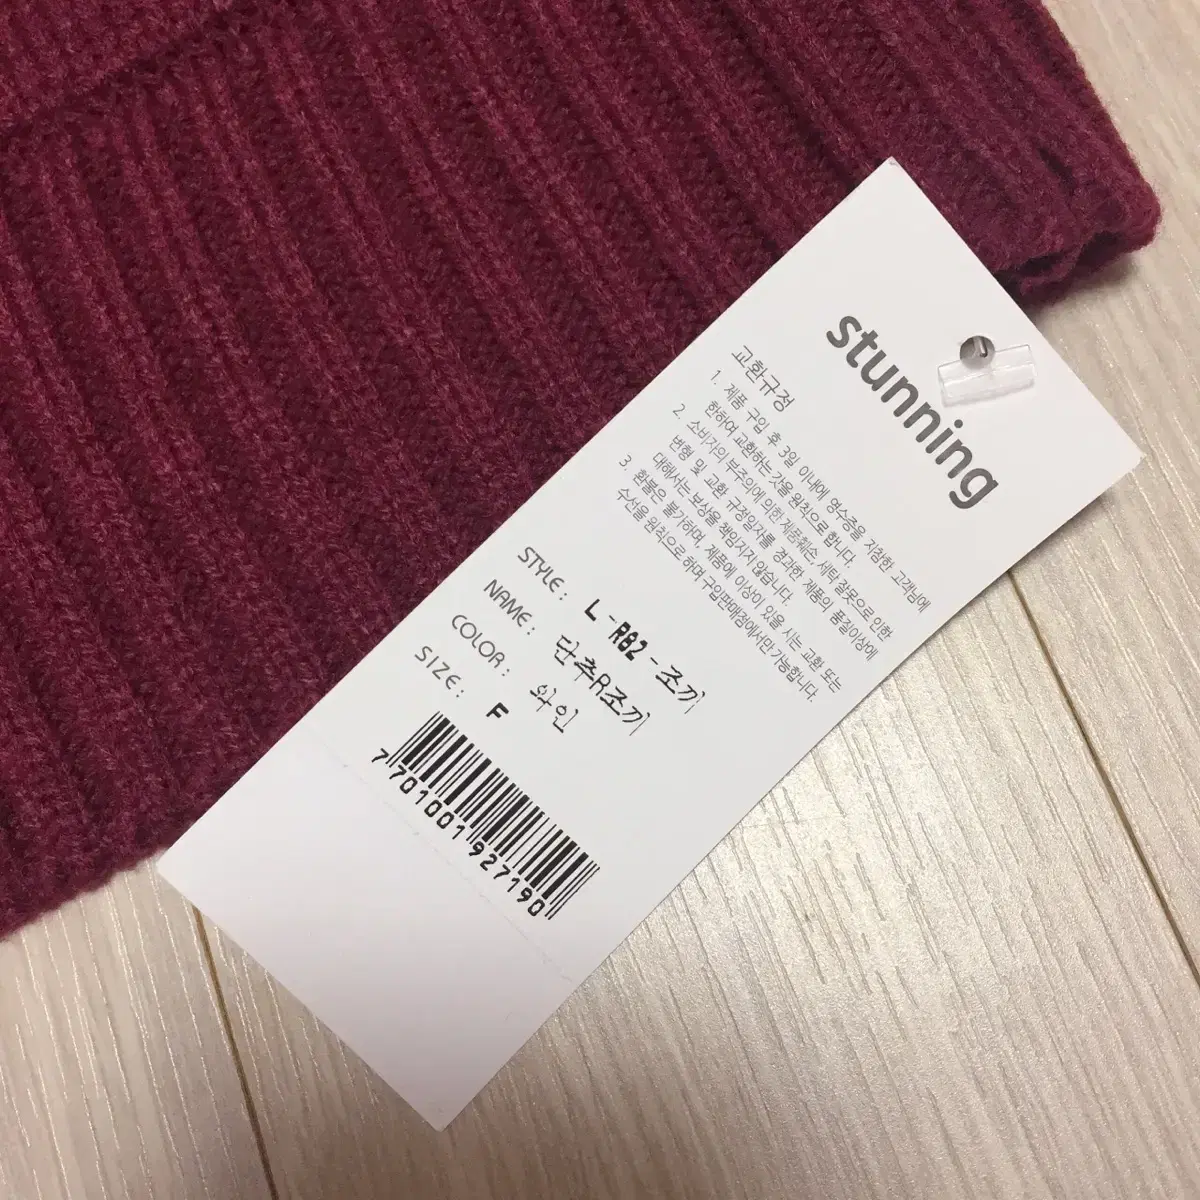 stunning
교환규정
1. 제품 구입 후 3일 이내에 영수증을 지참한 고객님에
한하여 교환하는 것을 원칙으로 합니다.
2. 소비자의 부주의에 의한 제품훼손, 세탁 잘못으로 인한
변형 및 교환 규정일자를 경과한 제품의 품질이상에
대해서는 보상을 책임지지 않습니다.
3. 환불은 불가하며, 제품에 이상이 있을 시는 교환 또는
수선을 원칙으로 하며 구입판매점에서만 가능합니다.
STYLE: L-R82-조끼
NAME: 단추A조끼
COLOR: 와인
SIZE: F
7701001927190